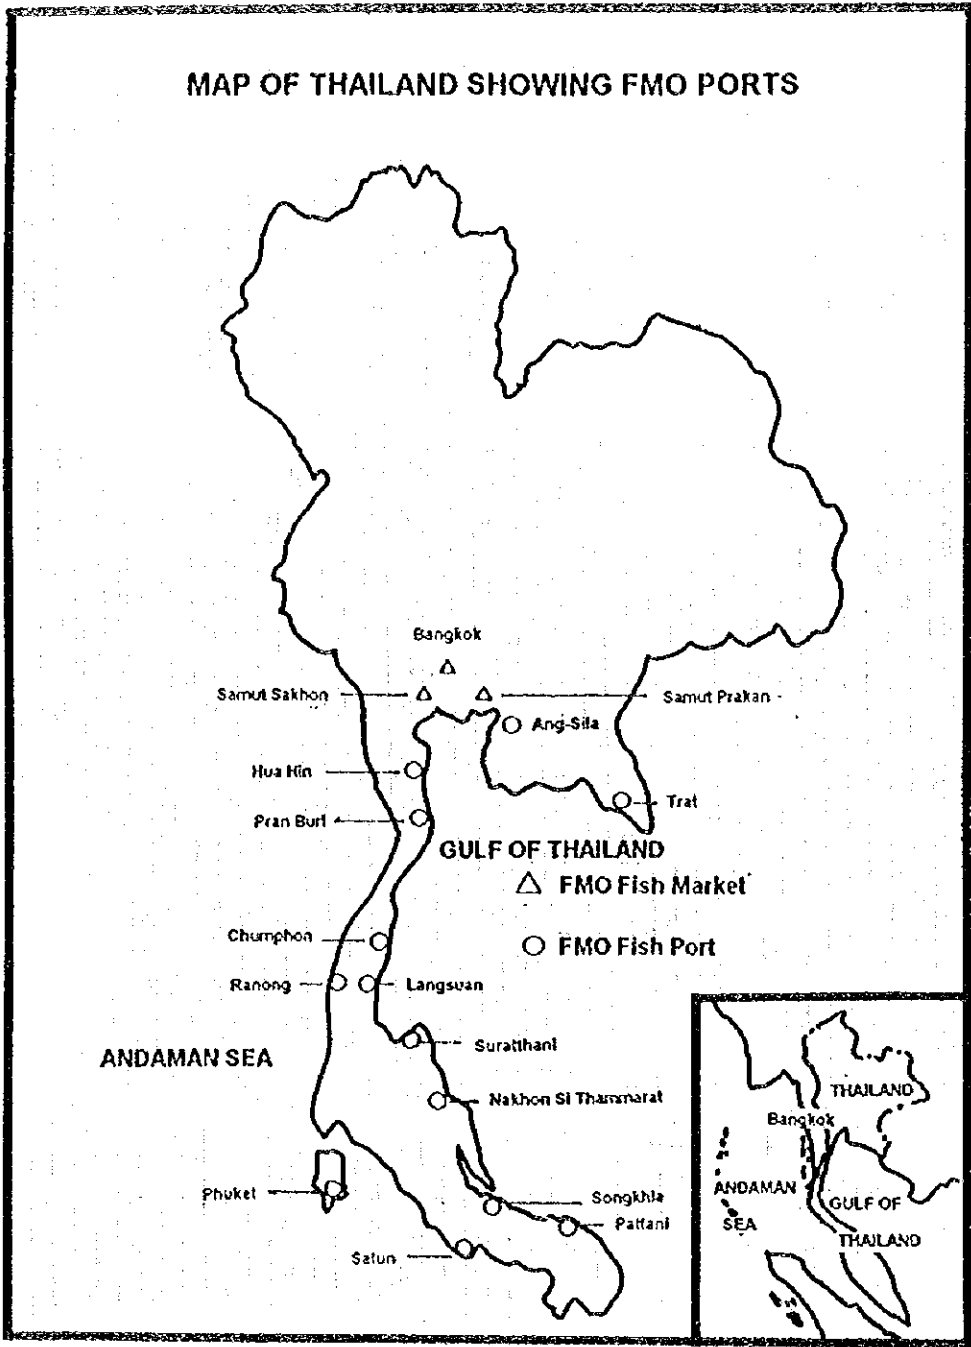 MAP OF THAILAND SHOWING FMO PORTS
Bangkok
Samut Sakhon
Samut Prakan
Ang-Sila
Hua Hin
Trat
Pran Buri
GULF OF THAILAND
FMO Fish Market
Chumphon
FMO Fish Port
Ranong
Langsuan
Suratthani
ANDAMAN SEA
Nakhon Si Thammarat
Phuket
Songkhla
Pattani
Satun
THAILAND
Bangkok
ANDAMAN
SEA
GULF OF
THAILAND